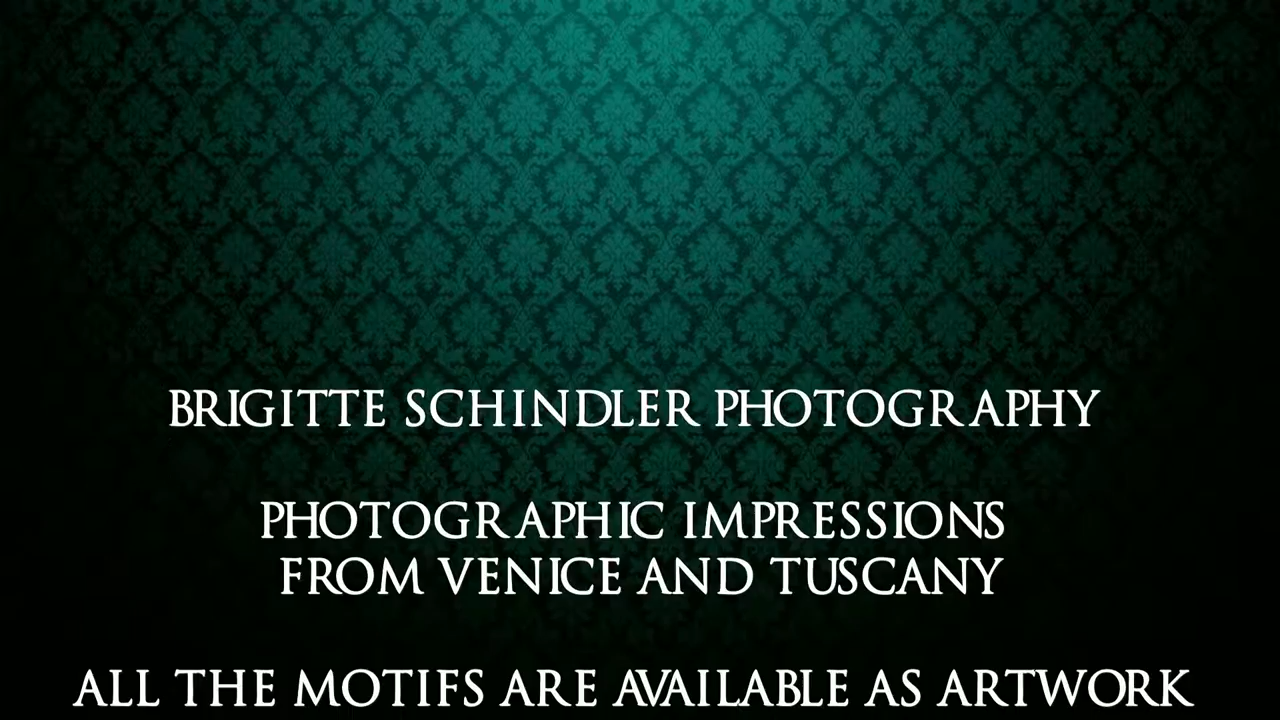 BRIGITTE SCHINDLER PHOTOGRAPHY
PHOTOGRAPHIC IMPRESSIONS
FROM VENICE AND TUSCANY
ALL THE MOTIFS ARE AVAILABLE AS ARTWORK